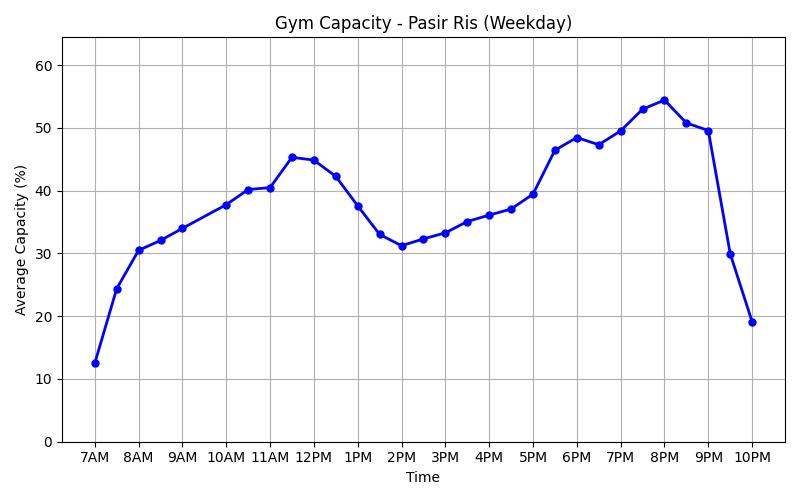 Gym Capacity - Pasir Ris (Weekday)
Average Capacity (%)
60
50
40
30
20
10
0
7AM 8AM 9AM 10AM 11AM 12PM 1PM 2PM 3PM 4PM 5PM 6PM 7PM 8PM 9PM 10PM
Time